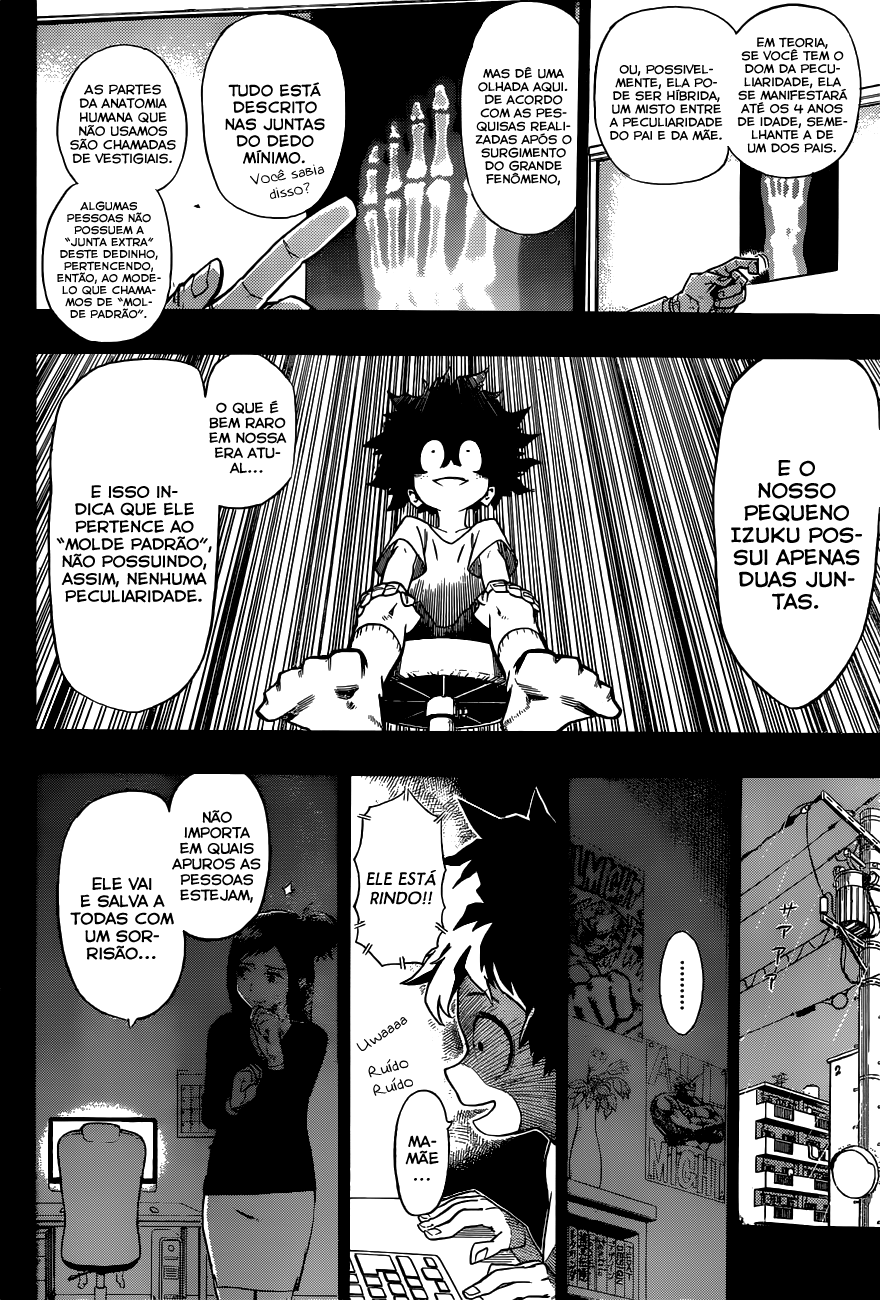 EM TEORIA,
SE VOCÊ TEM O
DOM DA PECU-
LIARIDADE, ELA
SE MANIFESTARÁ
ATÉ OS 4 ANOS
DE IDADE, SEME-
LHANTE A DE
UM DOS PAIS.
OU, POSSIVEL-
MENTE, ELA PO-
DE SER HÍBRIDA,
UM MISTO ENTRE
A PECULIARIDADE
DO PAI E DA MÃE.
MAS DÊ UMA
OLHADA AQUI.
DE ACORDO
COM AS PES-
QUISAS REALI-
ZADAS APÓS O
SURGIMENTO
DO GRANDE
FENÔMENO,
TUDO ESTÁ
DESCRITO
NAS JUNTAS
DO DEDO
MÍNIMO.
Você sabia
disso?
AS PARTES
DA ANATOMIA
HUMANA QUE
NÃO USAMOS
SÃO CHAMADAS
DE VESTIGIAIS.
ALGUMAS
PESSOAS NÃO
POSSUEM A
"JUNTA EXTRA"
DESTE DEDINHO,
PERTENCENDO,
ENTÃO, AO MODE-
LO QUE CHAMA-
MOS DE "MOL-
DE PADRÃO".
E O
NOSSO
PEQUENO
IZUKU POS-
SUI APENAS
DUAS JUN-
TAS.
O QUE É
BEM RARO
EM NOSSA
ERA ATU-
AL...
E ISSO IN-
DICA QUE ELE
PERTENCE AO
"MOLDE PADRÃO",
NÃO POSSUINDO,
ASSIM, NENHUMA
PECULIARIDADE.
サアアア
2
.........
ALL MIGHT
ELE ESTÁ
RINDO!!
Uwaaaa
Ruído
Ruído
MA-
MÃE
...
NÃO
IMPORTA
EM QUAIS
APUROS AS
PESSOAS
ESTEJAM,
ELE VAI
E SALVA A
TODAS COM
UM SOR-
RISÃO...